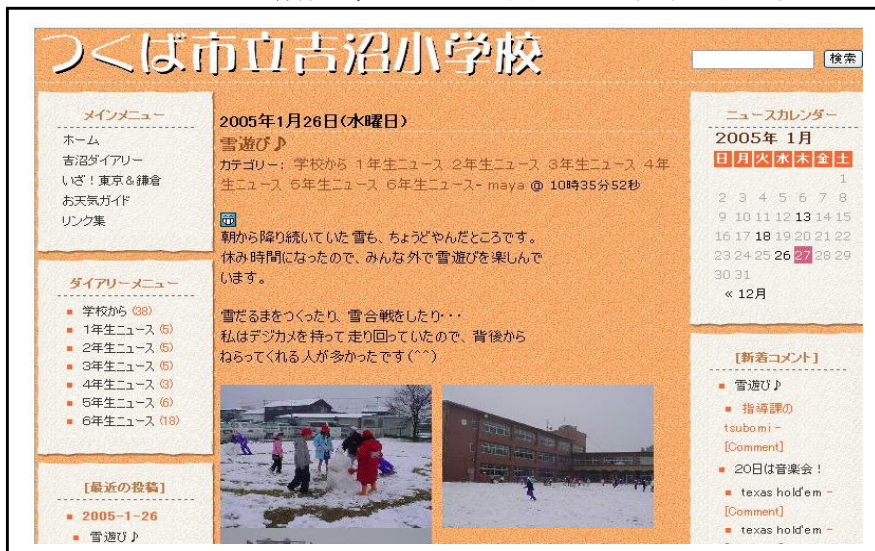 つくば市立吉沼小学校
検索
メインメニュー
ホーム
吉沼ダイアリー
いざ！東京＆鎌倉
お天気ガイド
リンク集
ダイアリーメニュー
学校から (38)
1年生ニュース (5)
2年生ニュース (5)
3年生ニュース (5)
4年生ニュース (3)
5年生ニュース (6)
6年生ニュース (18)
[最近の投稿]
2005-1-26
雪遊び♪
2005年1月26日(水曜日)
雪遊び♪
カテゴリー： 学校から 1年生ニュース 2年生ニュース 3年生ニュース 4年
生ニュース 5年生ニュース 6年生ニュース- maya @ 10時35分52秒
朝から降り続いていた雪も、ちょうどやんだところです。
休み時間になったので、みんな外で雪遊びを楽しんで
います。
雪だるまをつくったり、雪合戦をしたり・・・
私はデジカメを持って走り回っていたので、背後から
ねらってくれる人が多かったです(^^)
ニュースカレンダー
2005年 1月
日 月 火 水 木 金 土
1
2 3 4 5 6 7 8
9 10 11 12 13 14 15
16 17 18 19 20 21 22
23 24 25 26 27 28 29
30 31
« 12月
[新着コメント]
雪遊び♪
指導課の
tsubomi -
[Comment]
20日は音楽会！
texas hold'em -
[Comment]
texas hold'em -